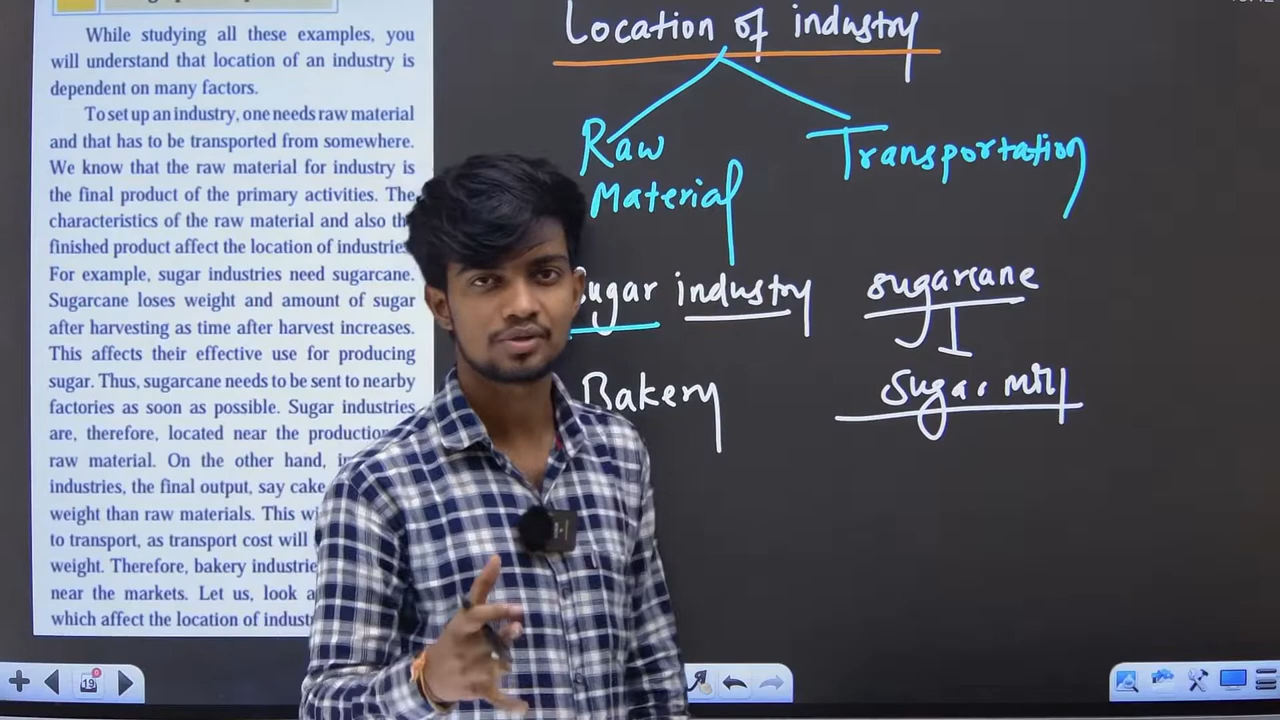 While studying all these examples, you
will understand that location of an industry is
dependent on many factors.
To set up an industry, one needs raw material
and that has to be transported from somewhere.
We know that the raw material for industry is
the final product of the primary activities. The
characteristics of the raw material and also
finished product affect the location of
For example, sugar industries need sugarcane.
Sugarcane loses weight and amount of sugar
after harvesting as time after harvest increases.
This affects their effective use for producing
sugar. Thus, sugarcane needs to be sent to nearby
factories as soon as possible. Sugar industries
are, therefore, located near the production
raw material. On the other hand,
industries, the final output, say cake
weight than raw materials. This
to transport, as transport cost will
weight. Therefore, bakery
near the markets. Let us, look
which affect the location of
Location of industry
Raw
Material
Transportation
Sugar industry
sugarcane
Bakery
Sugar mill
19